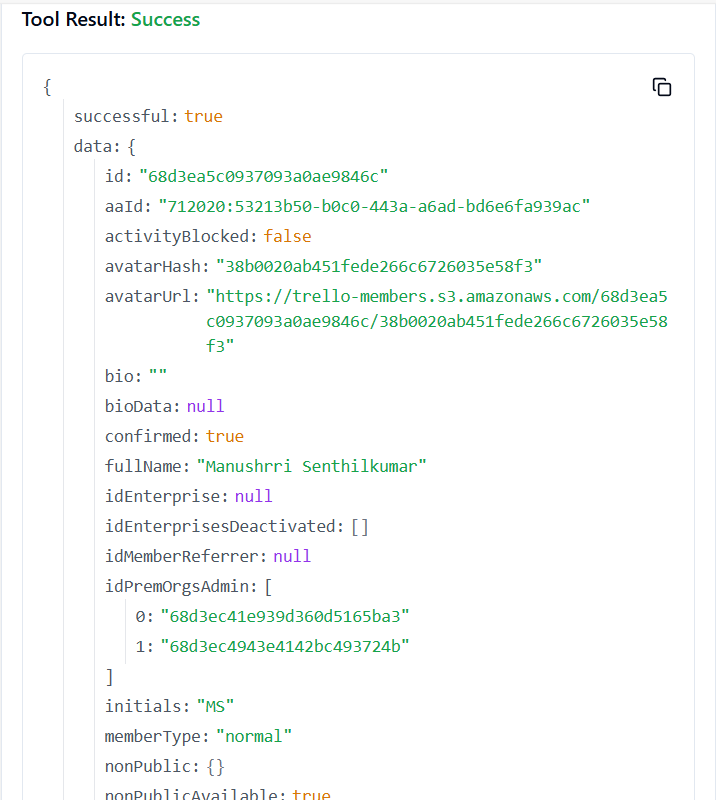 Tool Result: Success
{
successful: true
data: {
id: "68d3ea5c0937093a0ae9846c"
aaId: "712020:53213b50-b0c0-443a-a6ad-bd6e6fa939ac"
activityBlocked: false
avatarHash: "38b0020ab451fede266c6726035e58f3"
avatarUrl: "https://trello-members.s3.amazonaws.com/68d3ea5
c0937093a0ae9846c/38b0020ab451fede266c6726035e58
f3"
bio: ""
bioData: null
confirmed: true
fullName: "Manushrri Senthilkumar"
idEnterprise: null
idEnterprisesDeactivated: []
idMemberReferrer: null
idPremOrgsAdmin: [
0: "68d3ec41e939d360d5165ba3"
1: "68d3ec4943e4142bc493724b"
]
initials: "MS"
memberType: "normal"
nonPublic: {}
nonPublicAvailable: true